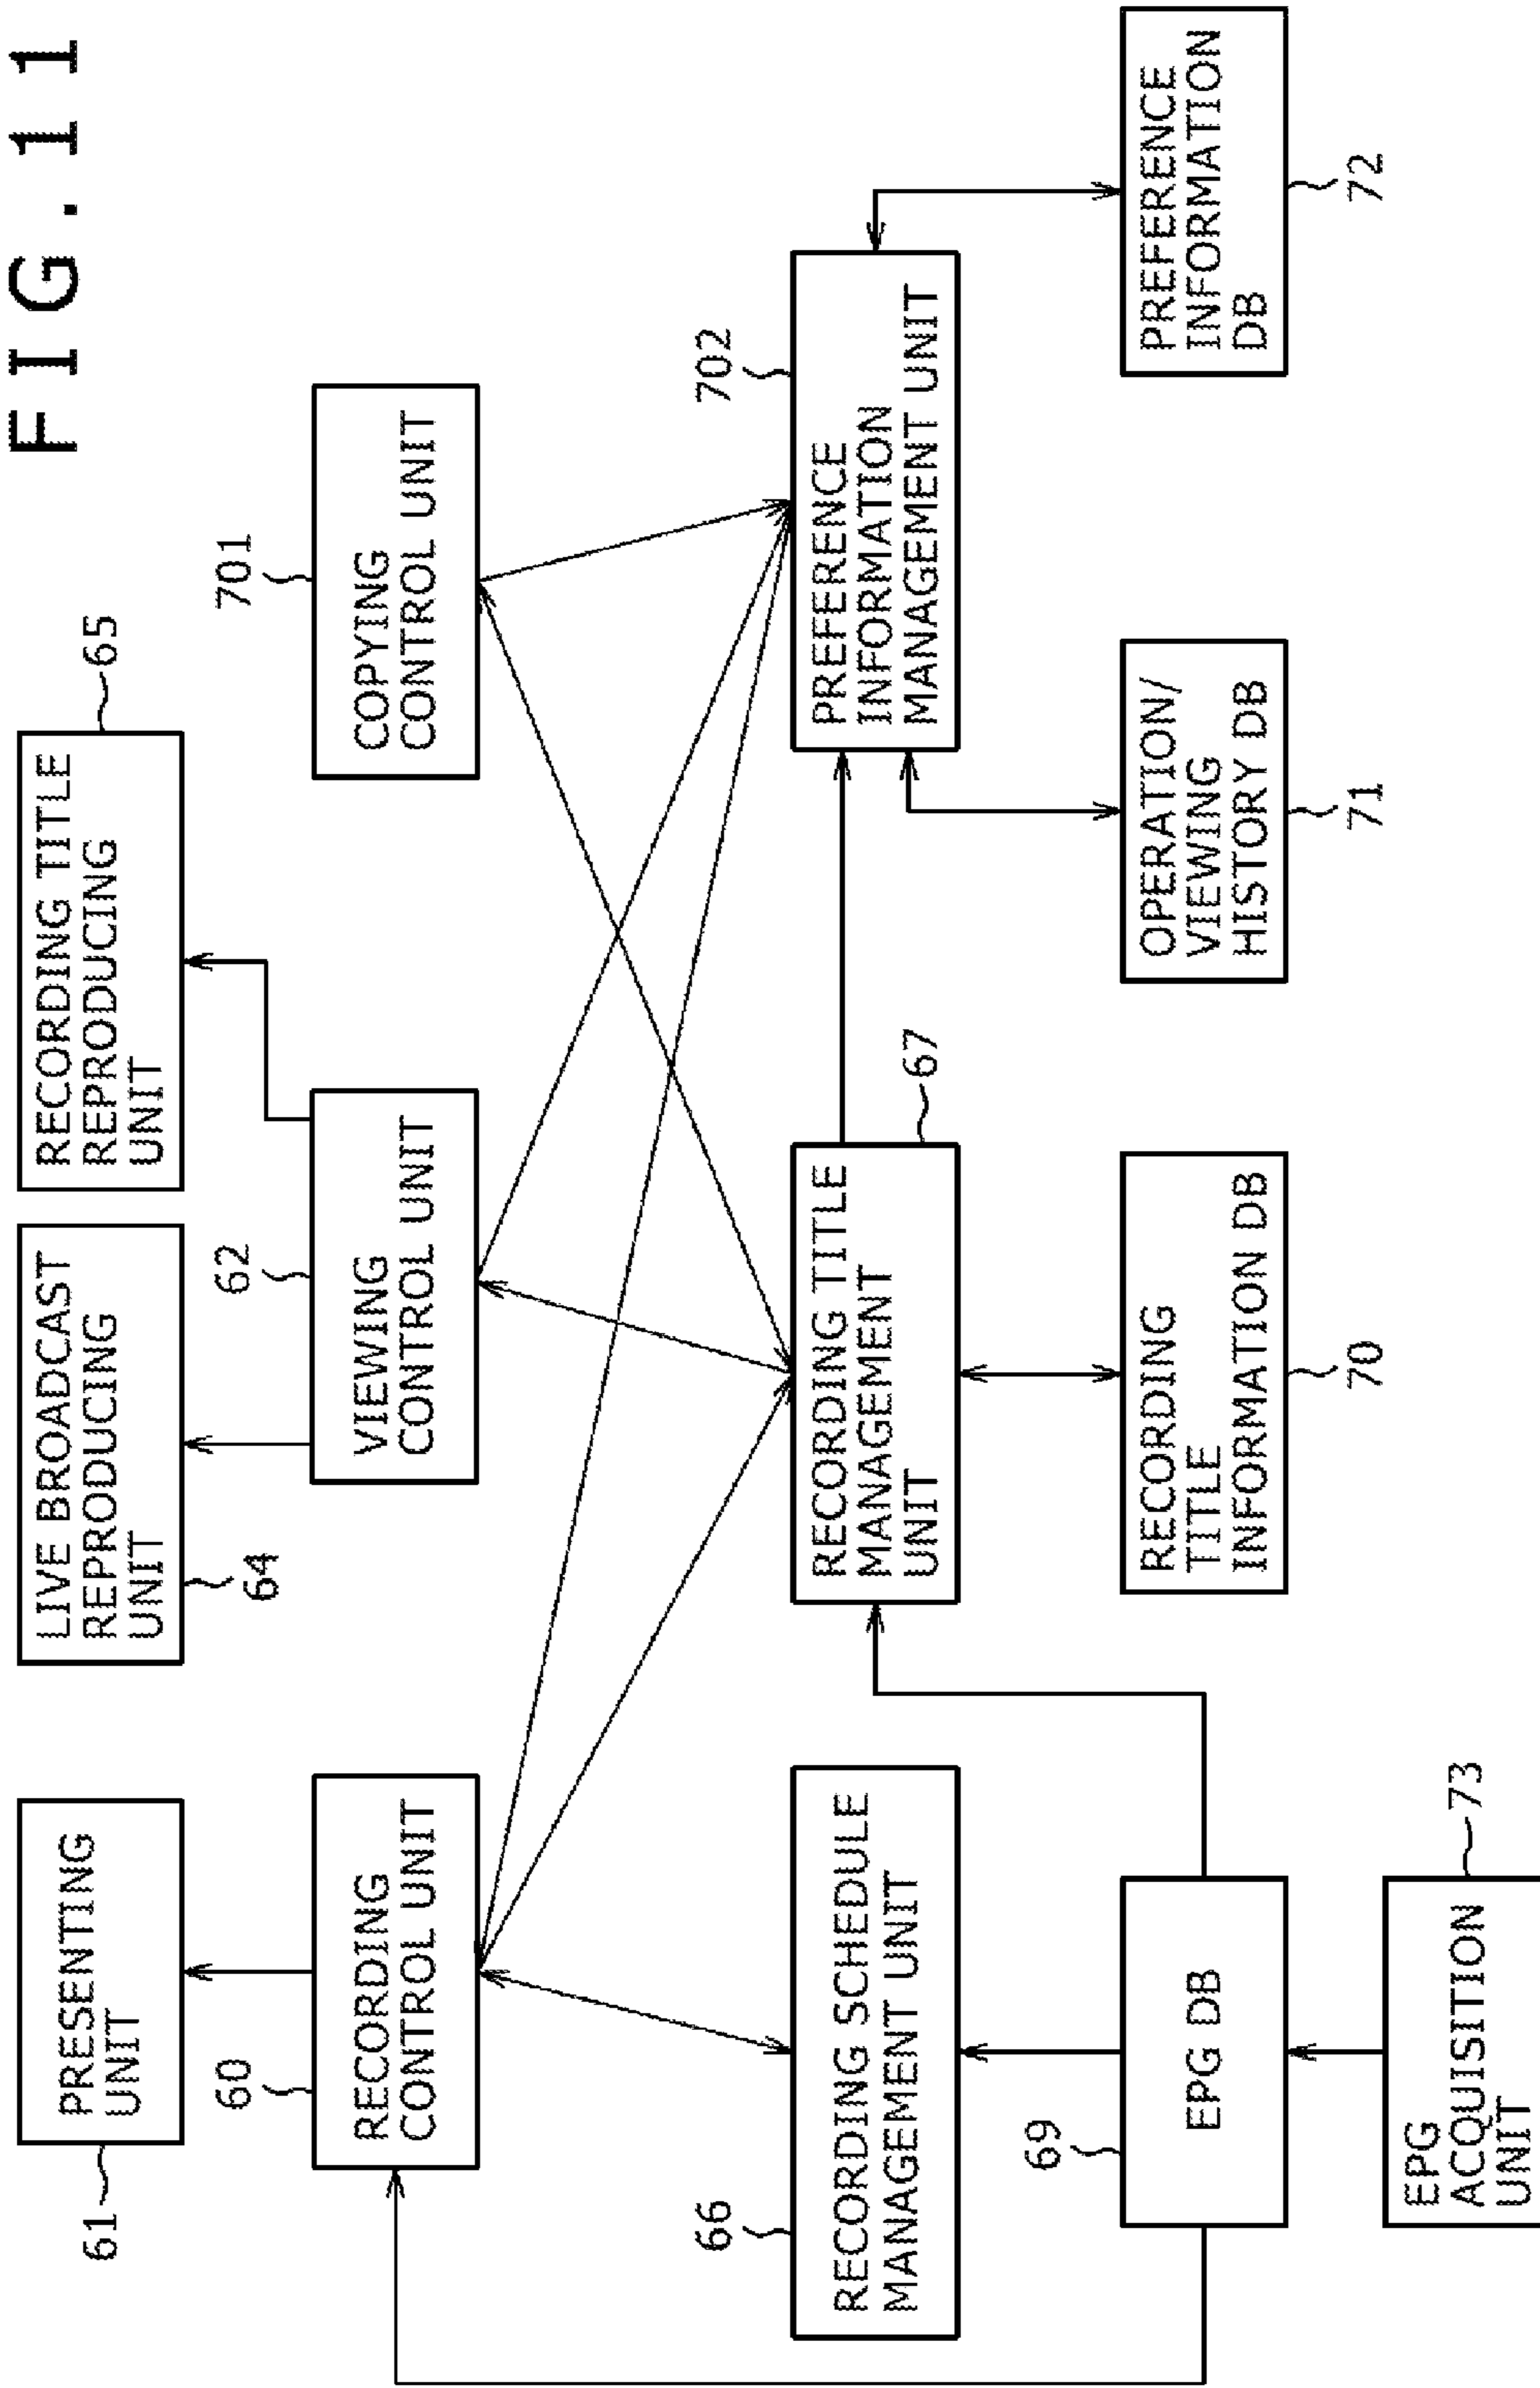 FIG.11
61
PRESENTING
UNIT
LIVE BROADCAST
REPRODUCING
UNIT
64
RECORDING TITLE
REPRODUCING
UNIT
65
60
RECORDING
CONTROL UNIT
62
VIEWING
CONTROL UNIT
701
COPYING
CONTROL UNIT
66
RECORDING SCHEDULE
MANAGEMENT UNIT
RECORDING TITLE
MANAGEMENT
UNIT
67
702
PREFERENCE
INFORMATION
MANAGEMENT UNIT
69
EPG DB
RECORDING
TITLE
INFORMATION DB
70
OPERATION/
VIEWING
HISTORY DB
71
PREFERENCE
INFORMATION
DB
72
EPG
ACQUISITION
UNIT
73